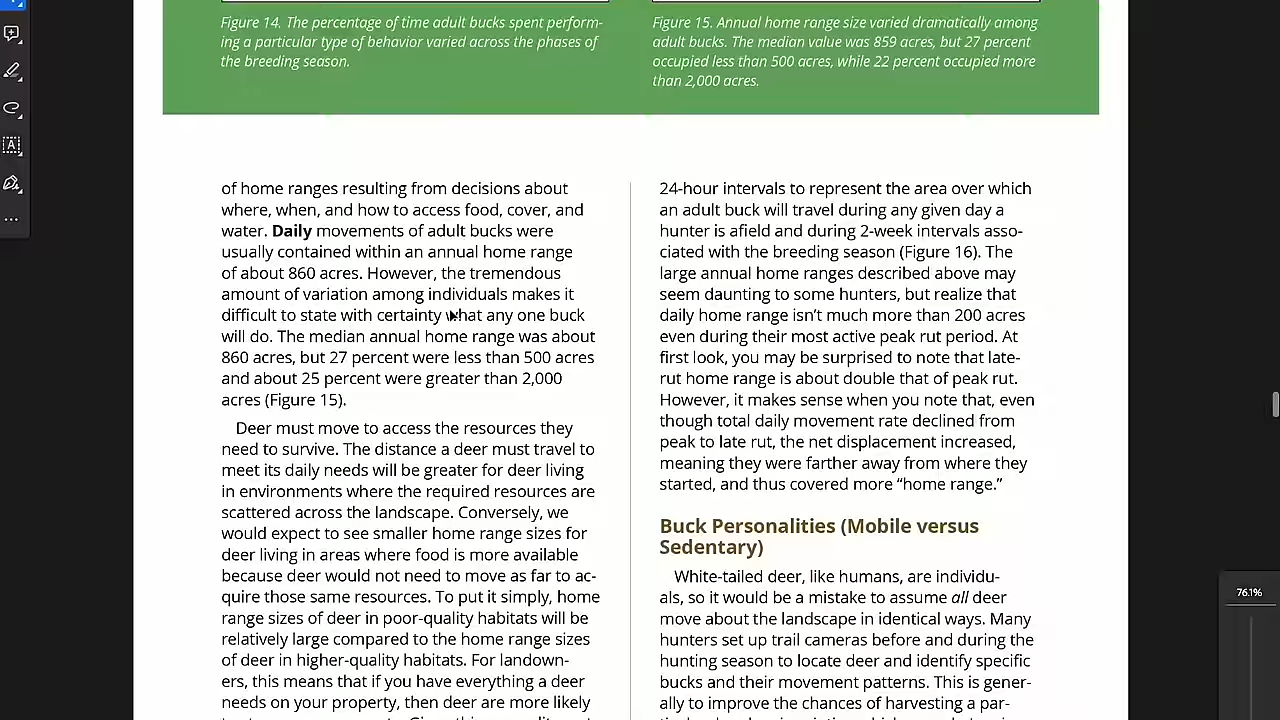 Figure 14. The percentage of time adult bucks spent perform-
ing a particular type of behavior varied across the phases of
the breeding season.
Figure 15. Annual home range size varied dramatically among
adult bucks. The median value was 859 acres, but 27 percent
occupied less than 500 acres, while 22 percent occupied more
than 2,000 acres.
of home ranges resulting from decisions about
where, when, and how to access food, cover, and
water. Daily movements of adult bucks were
usually contained within an annual home range
of about 860 acres. However, the tremendous
amount of variation among individuals makes it
difficult to state with certainty what any one buck
will do. The median annual home range was about
860 acres, but 27 percent were less than 500 acres
and about 25 percent were greater than 2,000
acres (Figure 15).
Deer must move to access the resources they
need to survive. The distance a deer must travel to
meet its daily needs will be greater for deer living
in environments where the required resources are
scattered across the landscape. Conversely, we
would expect to see smaller home range sizes for
deer living in areas where food is more available
because deer would not need to move as far to ac-
quire those same resources. To put it simply, home
range sizes of deer in poor-quality habitats will be
relatively large compared to the home range sizes
of deer in higher-quality habitats. For landown-
ers, this means that if you have everything a deer
needs on your property, then deer are more likely
24-hour intervals to represent the area over which
an adult buck will travel during any given day a
hunter is afield and during 2-week intervals asso-
ciated with the breeding season (Figure 16). The
large annual home ranges described above may
seem daunting to some hunters, but realize that
daily home range isn’t much more than 200 acres
even during their most active peak rut period. At
first look, you may be surprised to note that late-
rut home range is about double that of peak rut.
However, it makes sense when you note that, even
though total daily movement rate declined from
peak to late rut, the net displacement increased,
meaning they were farther away from where they
started, and thus covered more “home range.”
Buck Personalities (Mobile versus
Sedentary)
White-tailed deer, like humans, are individu-
als, so it would be a mistake to assume all deer
move about the landscape in identical ways. Many
hunters set up trail cameras before and during the
hunting season to locate deer and identify specific
bucks and their movement patterns. This is gener-
ally to improve the chances of harvesting a par-
76.1%